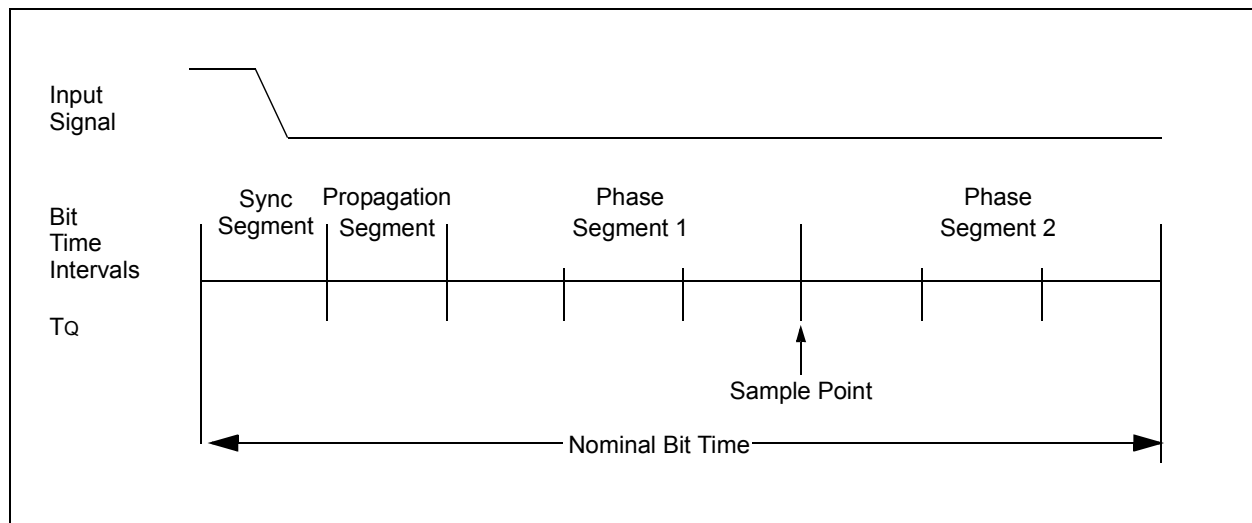 Input
Signal
Sync
Segment
Propagation
Segment
Phase
Segment 1
Phase
Segment 2
Bit
Time
Intervals
TQ
Sample Point
Nominal Bit Time